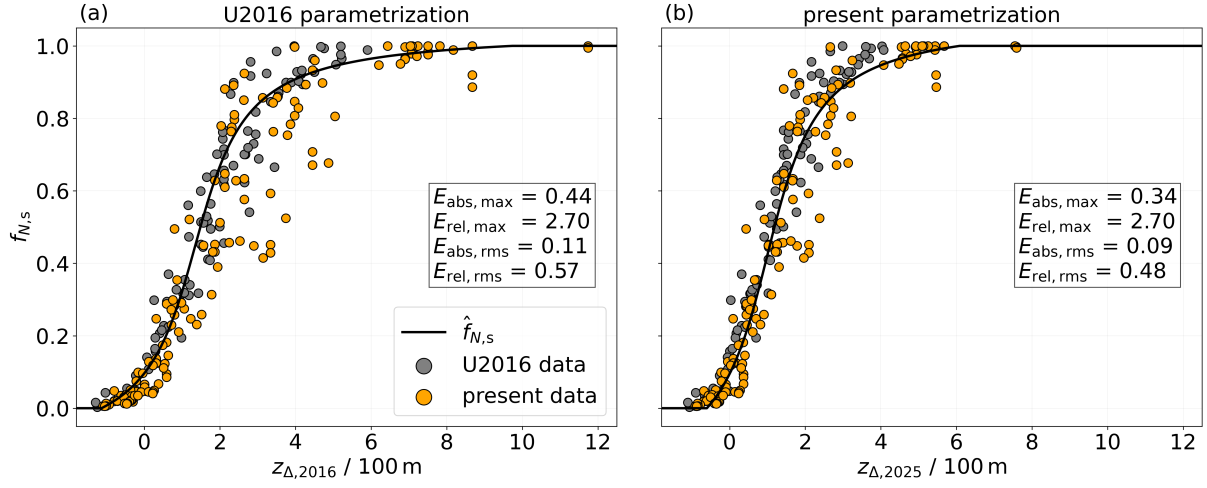 (a)
U2016 parametrization
1.0
0.8
0.6
0.4
0.2
0.0
f_{N,s}
E_{abs, max} = 0.44
E_{rel, max} = 2.70
E_{abs, rms} = 0.11
E_{rel, rms} = 0.57
f̂_{N,s}
U2016 data
present data
0 2 4 6 8 10 12
z_{Δ,2016} / 100 m
(b)
present parametrization
E_{abs, max} = 0.34
E_{rel, max} = 2.70
E_{abs, rms} = 0.09
E_{rel, rms} = 0.48
0 2 4 6 8 10 12
z_{Δ,2025} / 100 m